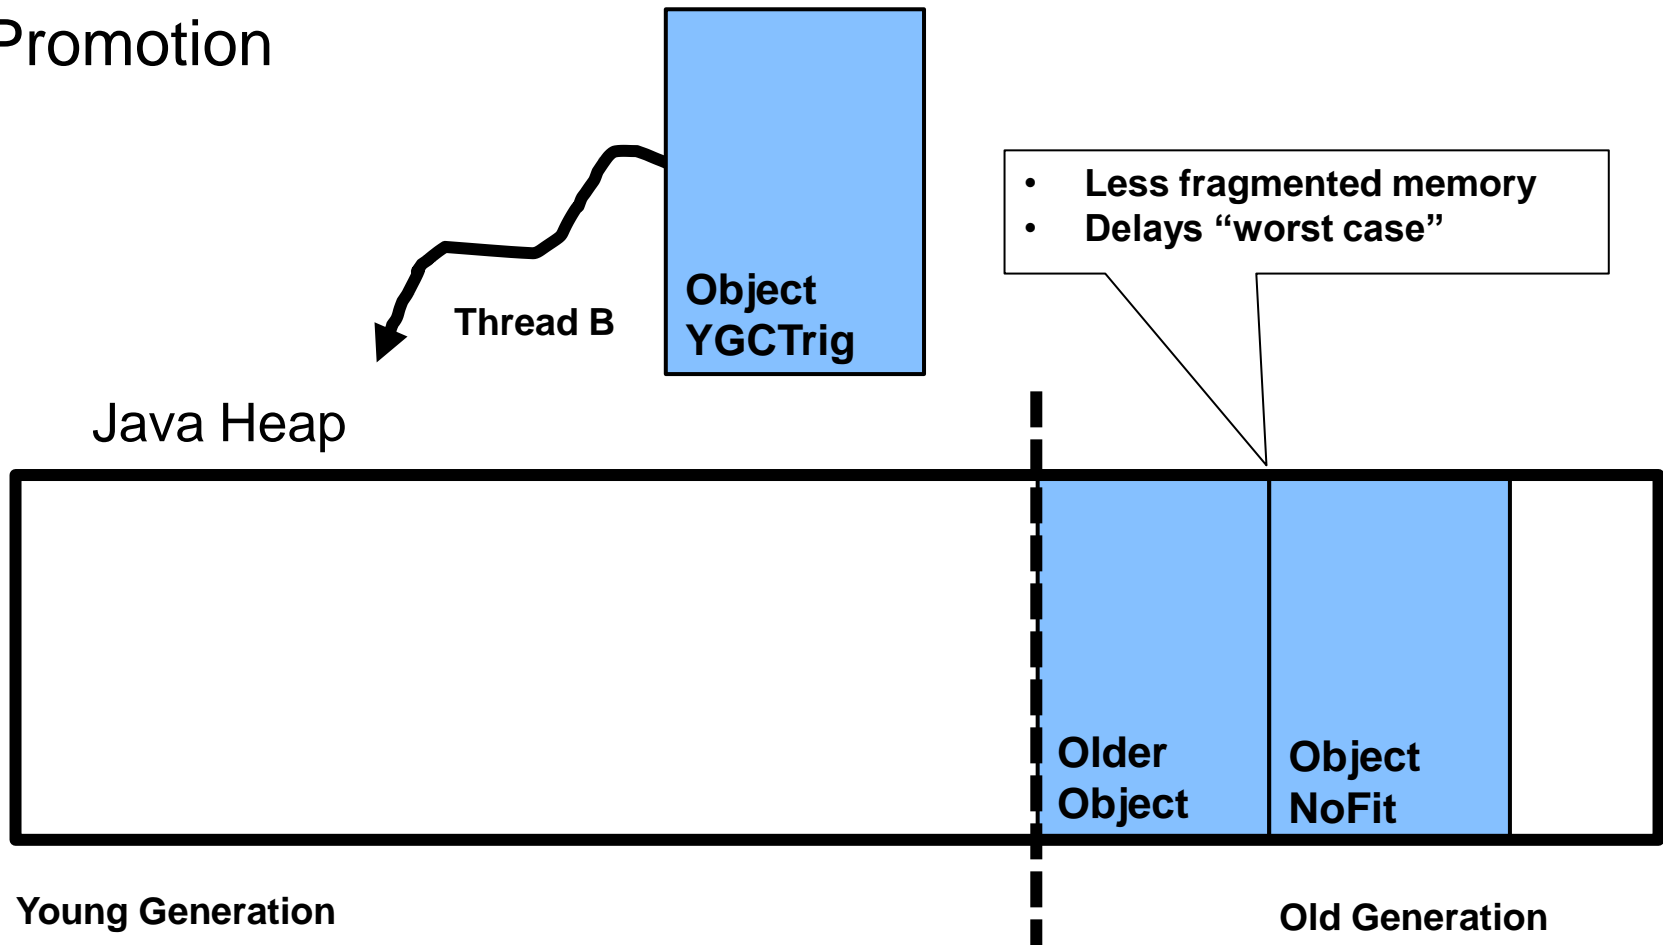 Promotion
• Less fragmented memory
• Delays “worst case”
Object
YGCTrig
Thread B
Java Heap
Older
Object
Object
NoFit
Young Generation
Old Generation